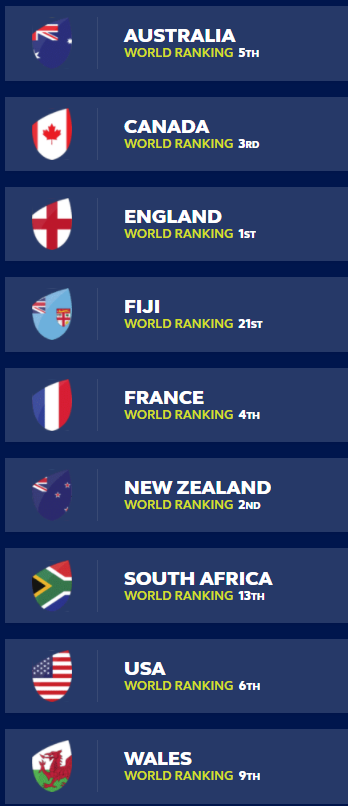 AUSTRALIA
WORLD RANKING 5TH
CANADA
WORLD RANKING 3RD
ENGLAND
WORLD RANKING 1ST
FIJI
WORLD RANKING 21ST
FRANCE
WORLD RANKING 4TH
NEW ZEALAND
WORLD RANKING 2ND
SOUTH AFRICA
WORLD RANKING 13TH
USA
WORLD RANKING 6TH
WALES
WORLD RANKING 9TH